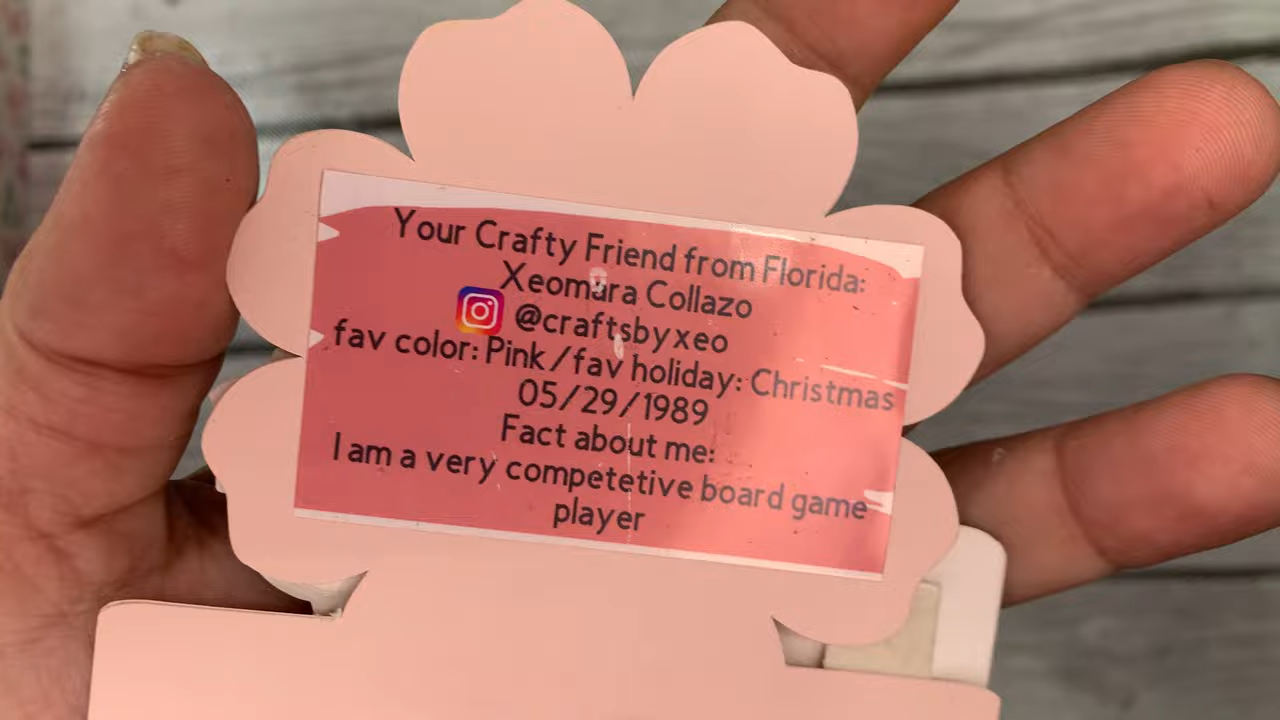 Your Crafty Friend from Florida:
Xeomara Collazo
@craftsbyxeo
fav color: Pink/fav holiday: Christmas
05/29/1989
Fact about me:
I am a very competetive board game
player